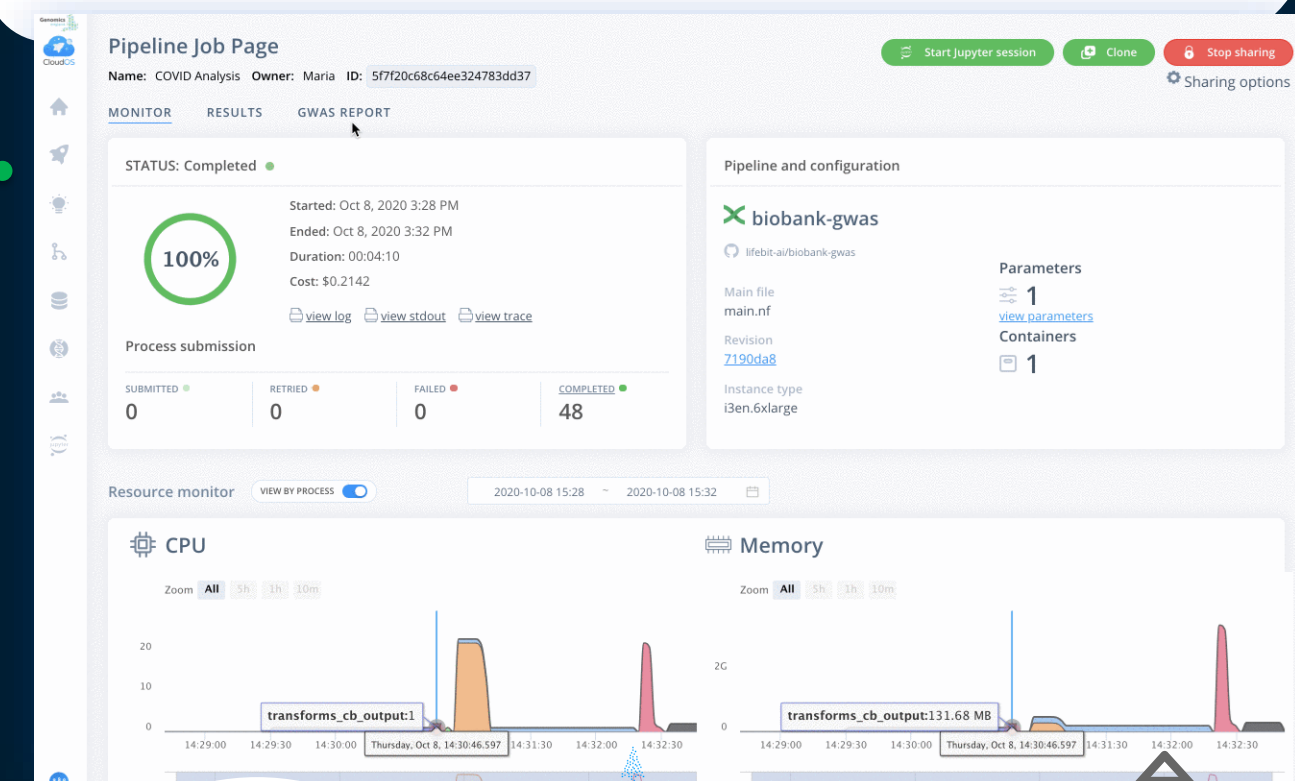 Genomics
england
CloudOS
Pipeline Job Page
Name: COVID Analysis Owner: Maria ID: 5f7f20c68c64ee324783dd37
Start Jupyter session
Clone
Stop sharing
Sharing options
MONITOR RESULTS GWAS REPORT
STATUS: Completed
100%
Started: Oct 8, 2020 3:28 PM
Ended: Oct 8, 2020 3:32 PM
Duration: 00:04:10
Cost: $0.2142
view log view stdout view trace
Process submission
SUBMITTED RETRIED FAILED COMPLETED
0 0 0 48
Pipeline and configuration
biobank-gwas
lifebit-ai/biobank-gwas
Main file
main.nf
Revision
7190da8
Instance type
i3en.6xlarge
Parameters
1
view parameters
Containers
1
jupyter
Resource monitor VIEW BY PROCESS 2020-10-08 15:28 ~ 2020-10-08 15:32
CPU
Zoom All 5h 1h 10m
20
10
0
transforms_cb_output:1
14:29:00 14:29:30 14:30:00 Thursday, Oct 8, 14:30:46.597 14:31:30 14:32:00 14:32:30
Memory
Zoom All 5h 1h 10m
2G
0
transforms_cb_output:131.68 MB
14:29:00 14:29:30 14:30:00 Thursday, Oct 8, 14:30:46.597 14:31:30 14:32:00 14:32:30